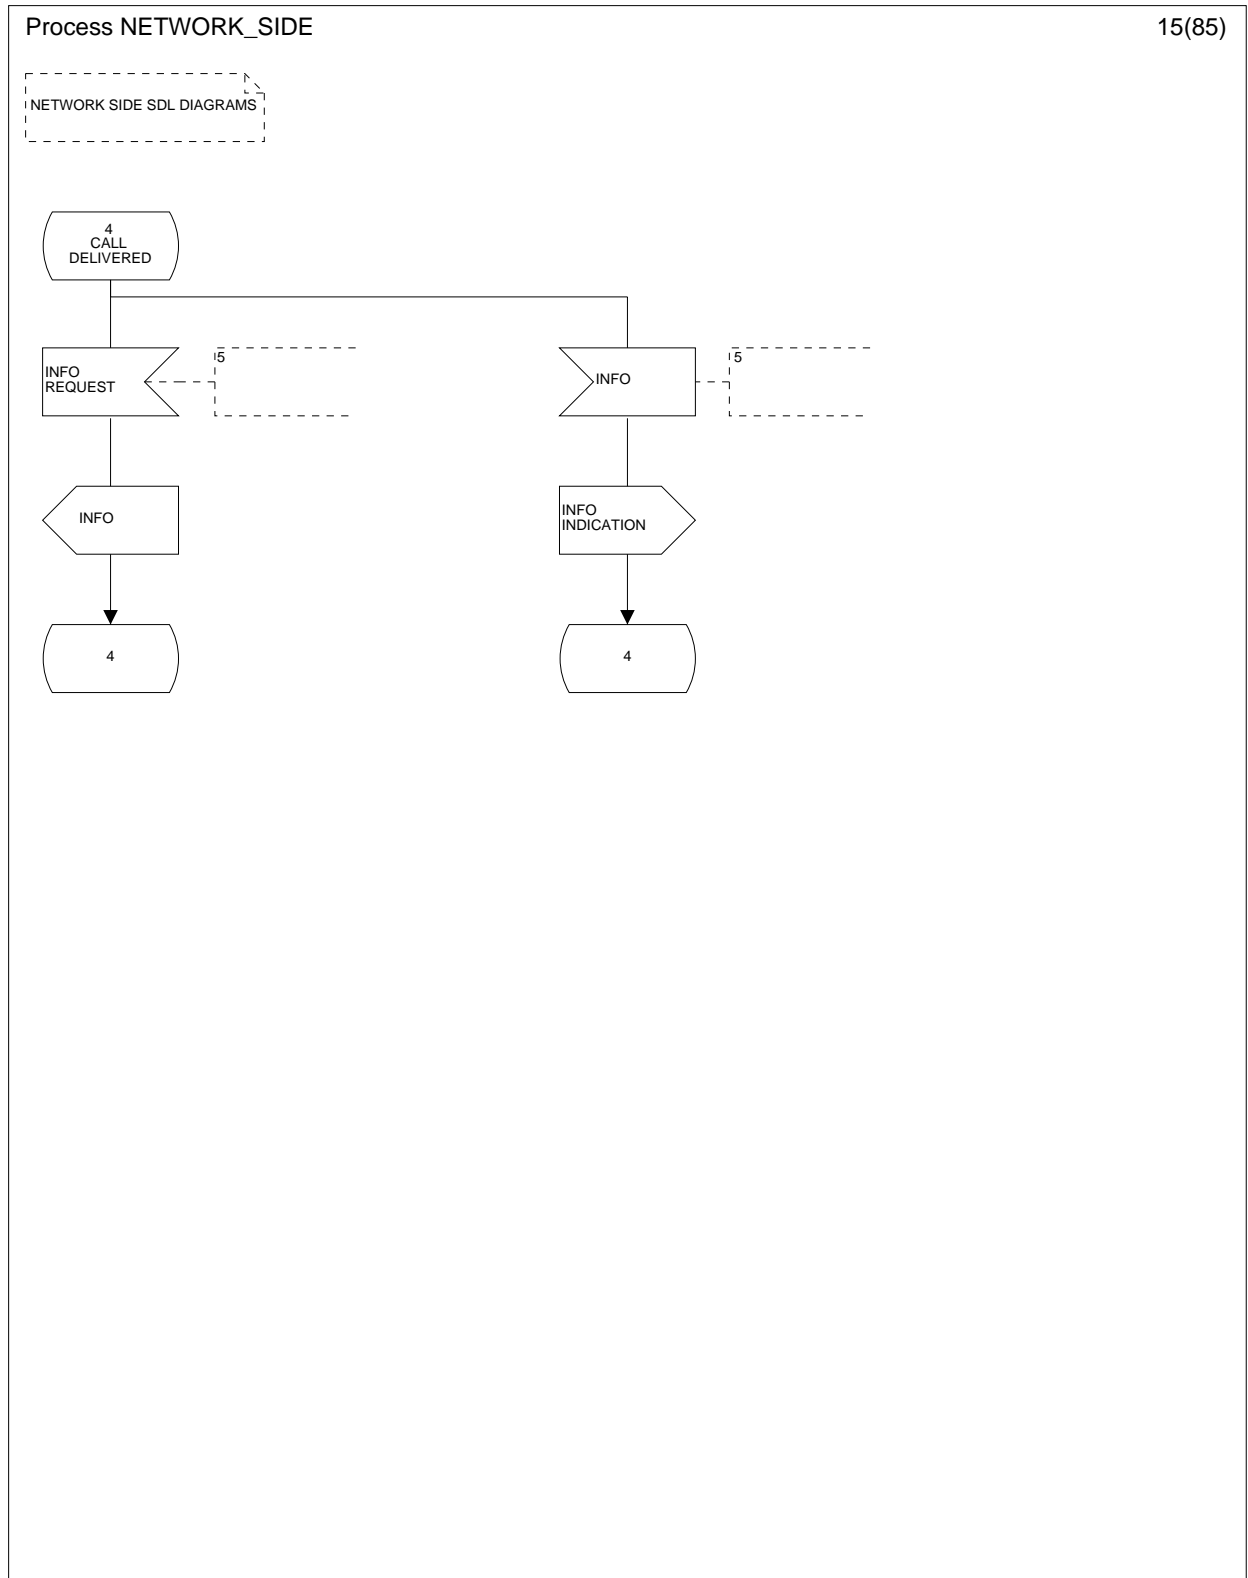 Process NETWORK_SIDE
15(85)
NETWORK SIDE SDL DIAGRAMS
4
CALL
DELIVERED
INFO
REQUEST
5
INFO
5
INFO
INFO
INDICATION
4
4